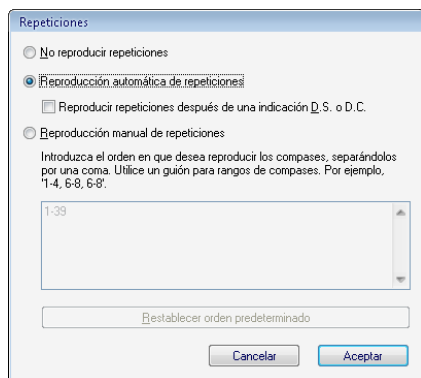 Repeticiones
No reproducir repeticiones
Reproducción automática de repeticiones
Reproducir repeticiones después de una indicación D.S. o D.C.
Reproducción manual de repeticiones
Introduzca el orden en que desea reproducir los compases, separándolos
por una coma. Utilice un guión para rangos de compases. Por ejemplo,
'1-4, 6-8, 6-8'.
1-39
Restablecer orden predeterminado
Cancelar Aceptar